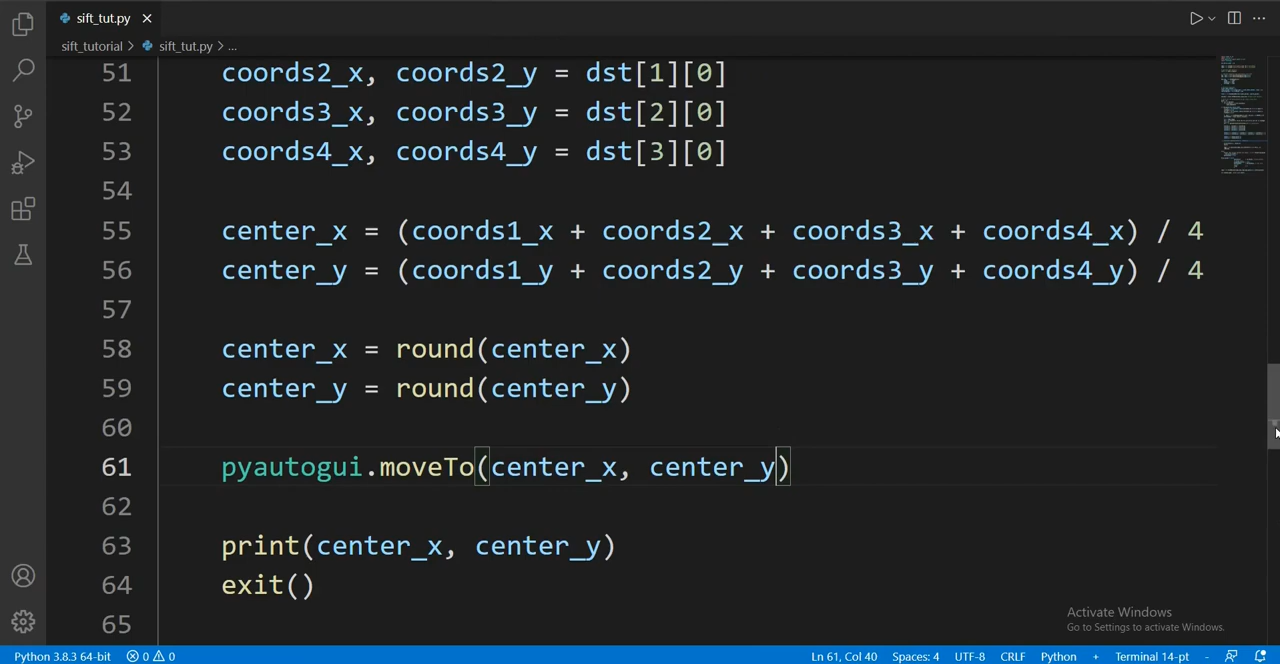 sift_tut.py
sift_tutorial > sift_tut.py > ...
51 coords2_x, coords2_y = dst[1][0]
52 coords3_x, coords3_y = dst[2][0]
53 coords4_x, coords4_y = dst[3][0]
54
55 center_x = (coords1_x + coords2_x + coords3_x + coords4_x) / 4
56 center_y = (coords1_y + coords2_y + coords3_y + coords4_y) / 4
57
58 center_x = round(center_x)
59 center_y = round(center_y)
60
61 pyautogui.moveTo(center_x, center_y)
62
63 print(center_x, center_y)
64 exit()
65
Activate Windows
Go to Settings to activate Windows.
Python 3.8.3 64-bit 0 0 Ln 61, Col 40 Spaces: 4 UTF-8 CRLF Python + Terminal 14-pt -